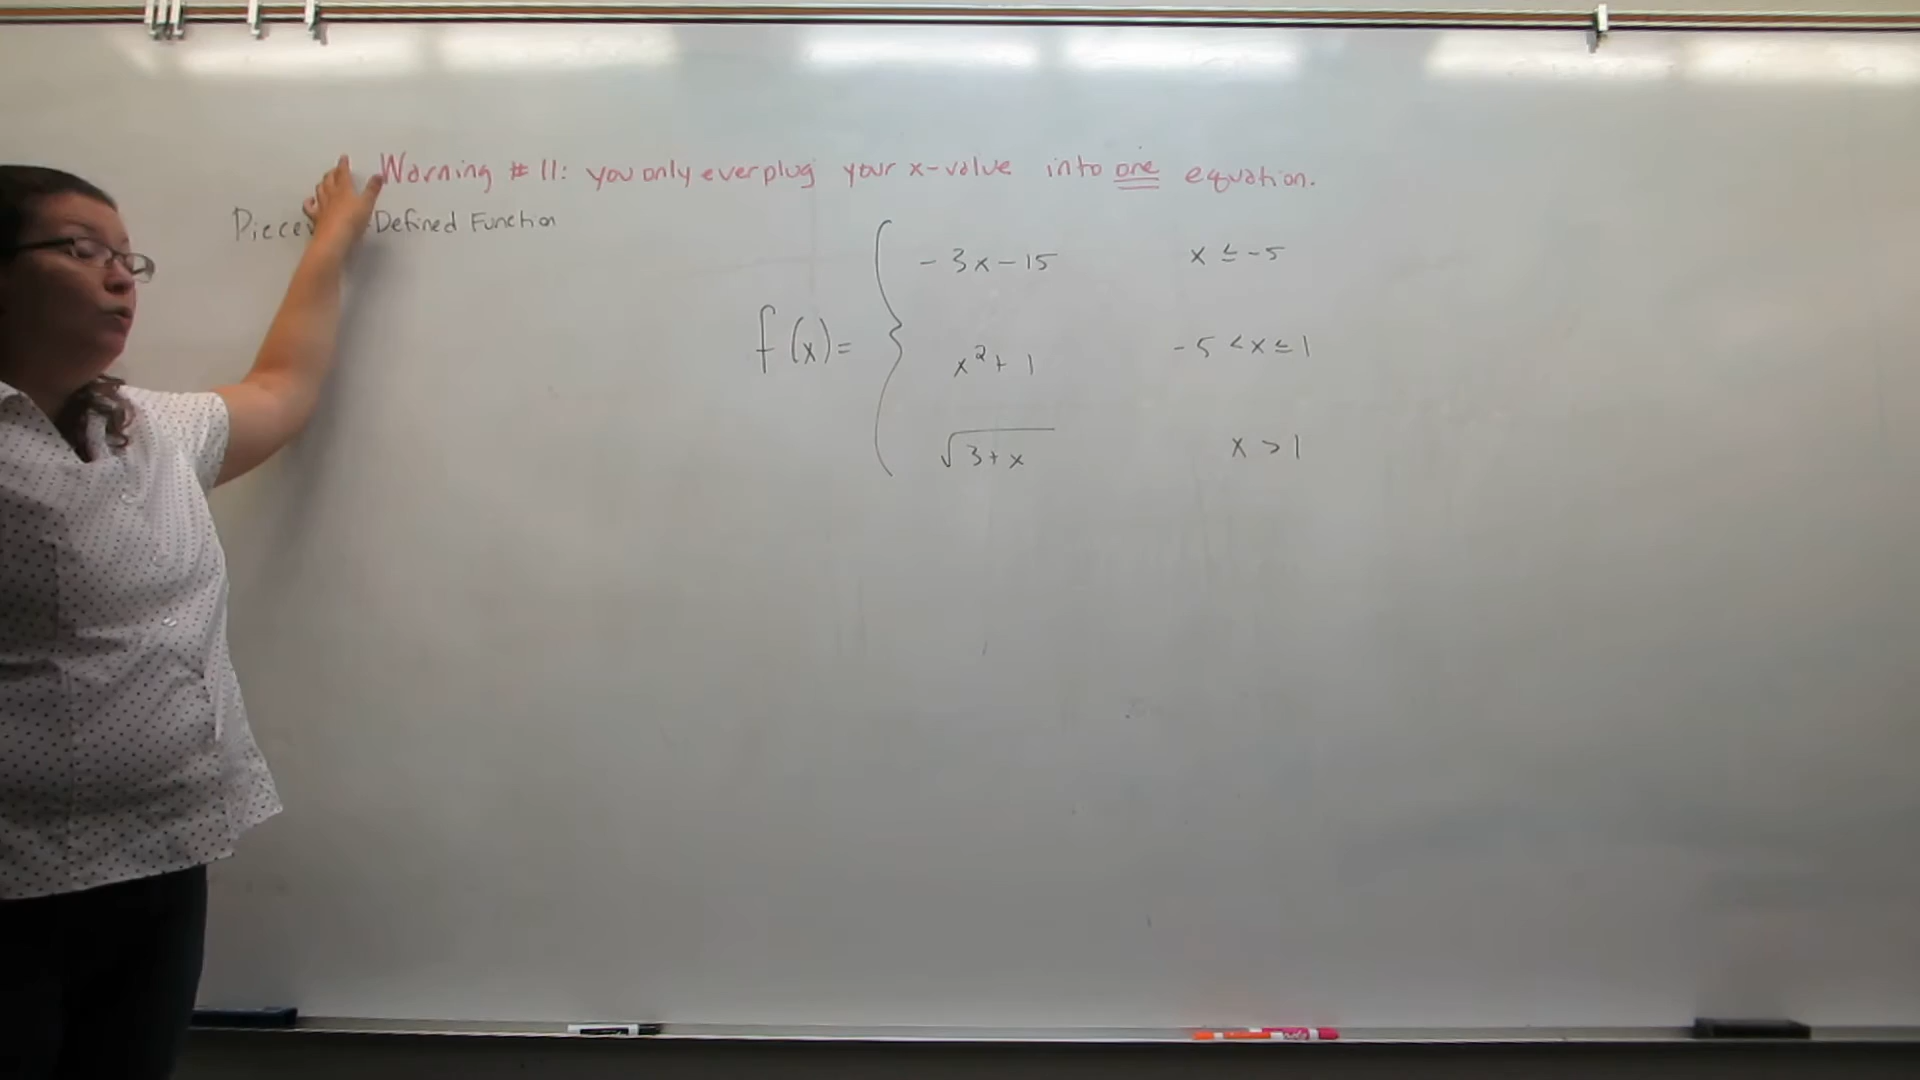 Warning # 11: you only ever plug your x-value into one equation.
Defined Function
f(x)= {
-3x-15 x ≤ -5
x²+ 1 -5 < x ≤ 1
√3+x x > 1